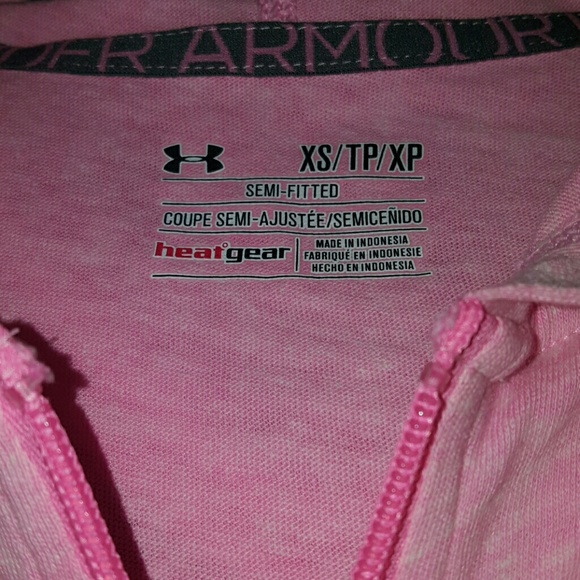 DER ARMOUR
XS/TP/XP
SEMI-FITTED
COUPE SEMI-AJUSTÉE/SEMICEÑIDO
heatgear
MADE IN INDONESIA
FABRIQUÉ EN INDONESIE
HECHO EN INDONESIA